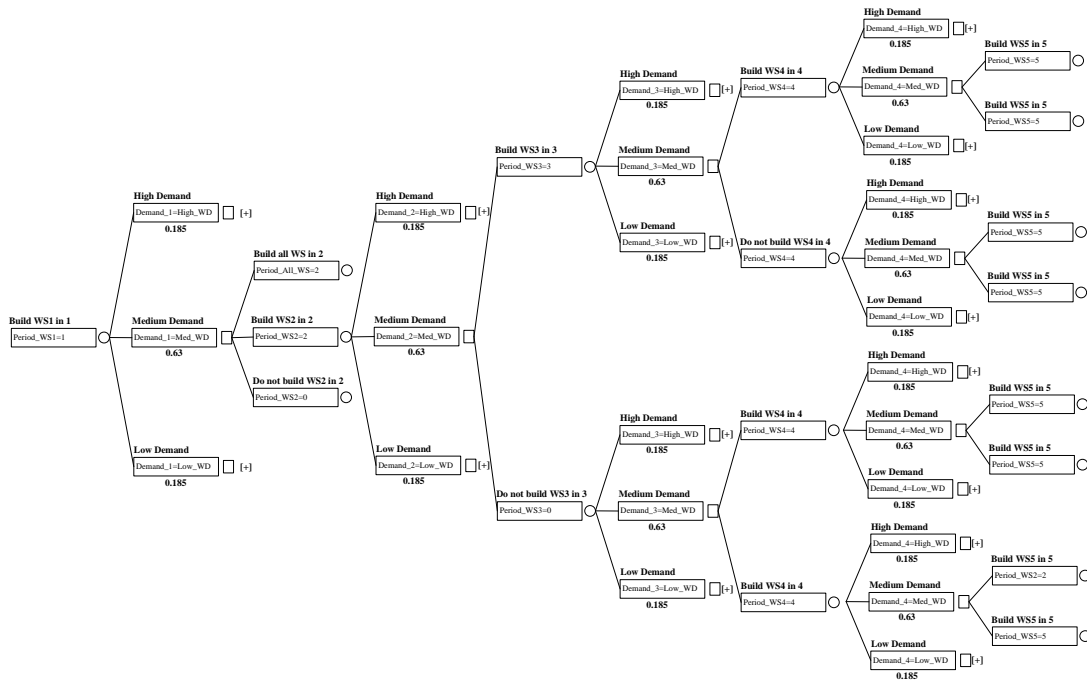 Build WS1 in 1
Period_WS1=1
High Demand
Demand_1=High_WD
[+]
0.185
Medium Demand
Demand_1=Med_WD
0.63
Low Demand
Demand_1=Low_WD
[+]
0.185
Build all WS in 2
Period_All_WS=2
Build WS2 in 2
Period_WS2=2
Do not build WS2 in 2
Period_WS2=0
High Demand
Demand_2=High_WD
[+]
0.185
Medium Demand
Demand_2=Med_WD
0.63
Low Demand
Demand_2=Low_WD
[+]
0.185
Build WS3 in 3
Period_WS3=3
High Demand
Demand_3=High_WD
[+]
0.185
Medium Demand
Demand_3=Med_WD
0.63
Low Demand
Demand_3=Low_WD
[+]
0.185
Build WS4 in 4
Period_WS4=4
High Demand
Demand_4=High_WD
[+]
0.185
Medium Demand
Demand_4=Med_WD
0.63
Low Demand
Demand_4=Low_WD
[+]
0.185
Build WS5 in 5
Period_WS5=5
Build WS5 in 5
Period_WS5=5
Do not build WS4 in 4
Period_WS4=4
High Demand
Demand_4=High_WD
[+]
0.185
Medium Demand
Demand_4=Med_WD
0.63
Low Demand
Demand_4=Low_WD
[+]
0.185
Build WS5 in 5
Period_WS5=5
Build WS5 in 5
Period_WS5=5
Do not build WS3 in 3
Period_WS3=0
High Demand
Demand_3=High_WD
[+]
0.185
Medium Demand
Demand_3=Med_WD
0.63
Low Demand
Demand_3=Low_WD
[+]
0.185
Build WS4 in 4
Period_WS4=4
High Demand
Demand_4=High_WD
[+]
0.185
Medium Demand
Demand_4=Med_WD
0.63
Low Demand
Demand_4=Low_WD
[+]
0.185
Build WS5 in 5
Period_WS5=5
Build WS5 in 5
Period_WS5=5
Build WS4 in 4
Period_WS4=4
High Demand
Demand_4=High_WD
[+]
0.185
Medium Demand
Demand_4=Med_WD
0.63
Low Demand
Demand_4=Low_WD
[+]
0.185
Build WS5 in 5
Period_WS2=2
Build WS5 in 5
Period_WS5=5